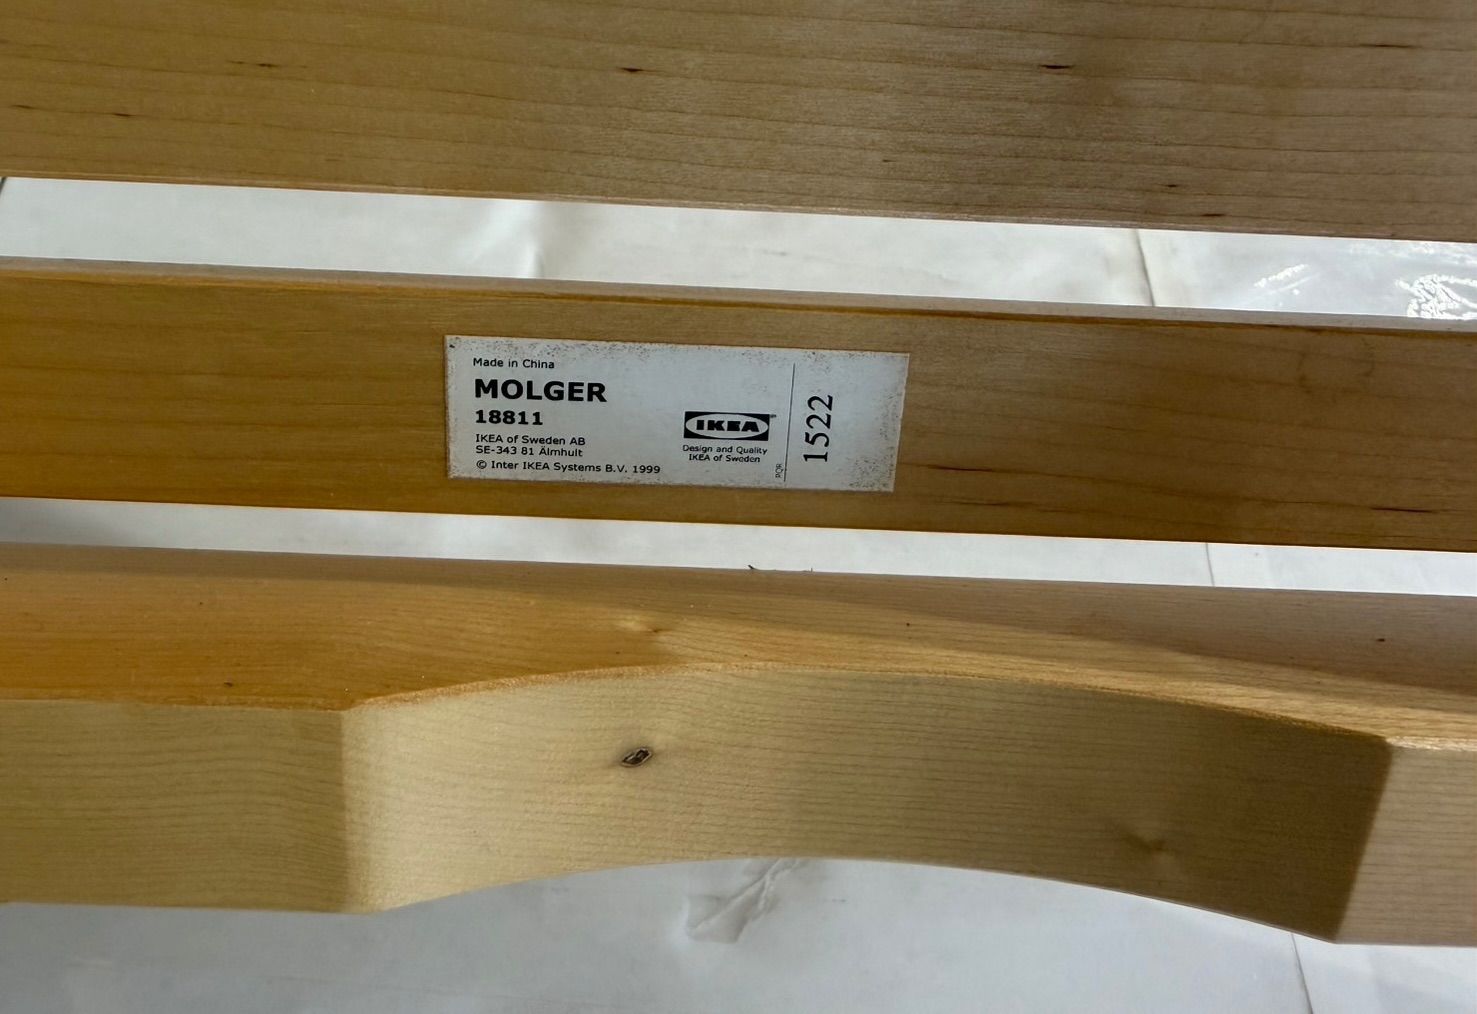 Made in China
MOLGER
18811
IKEA of Sweden AB
SE-343 81 Älmhult
© Inter IKEA Systems B.V. 1999
IKEA®
Design and Quality
IKEA of Sweden
RQR
1522